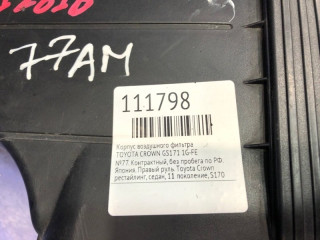 77AM
111798
Корпус воздушного фильтра
TOYOTA CROWN GS171 1G-FE
№77. Контрактный, без пробега по РФ.
Япония. Правый руль. Toyota Crown
рестайлинг, седан, 11 поколение, S170